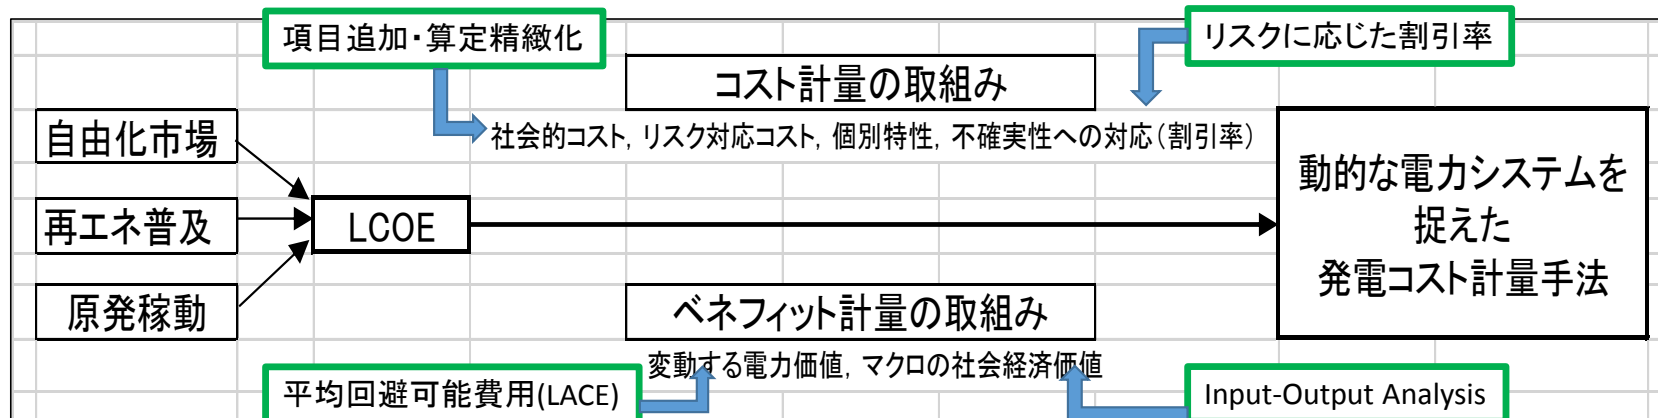 項目追加・算定精緻化
リスクに応じた割引率
コスト計量の取組み
社会的コスト, リスク対応コスト, 個別特性, 不確実性への対応(割引率)
自由化市場
再エネ普及
原発稼動
LCOE
動的な電力システムを
捉えた
発電コスト計量手法
ベネフィット計量の取組み
変動する電力価値, マクロの社会経済価値
平均回避可能費用(LACE)
Input-Output Analysis